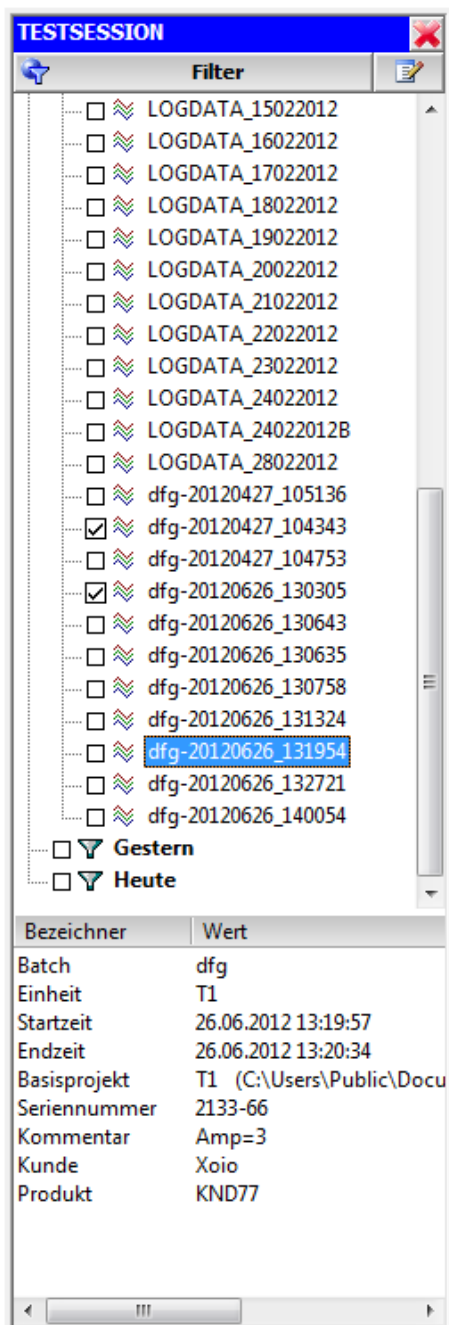 TESTSESSION
Filter
LOGDATA_15022012
LOGDATA_16022012
LOGDATA_17022012
LOGDATA_18022012
LOGDATA_19022012
LOGDATA_20022012
LOGDATA_21022012
LOGDATA_22022012
LOGDATA_23022012
LOGDATA_24022012
LOGDATA_24022012B
LOGDATA_28022012
dfg-20120427_105136
dfg-20120427_104343
dfg-20120427_104753
dfg-20120626_130305
dfg-20120626_130643
dfg-20120626_130635
dfg-20120626_130758
dfg-20120626_131324
dfg-20120626_131954
dfg-20120626_132721
dfg-20120626_140054
Gestern
Heute
Bezeichner Wert
Batch dfg
Einheit T1
Startzeit 26.06.2012 13:19:57
Endzeit 26.06.2012 13:20:34
Basisprojekt T1 (C:\Users\Public\Docu
Seriennummer 2133-66
Kommentar Amp=3
Kunde Xoio
Produkt KND77